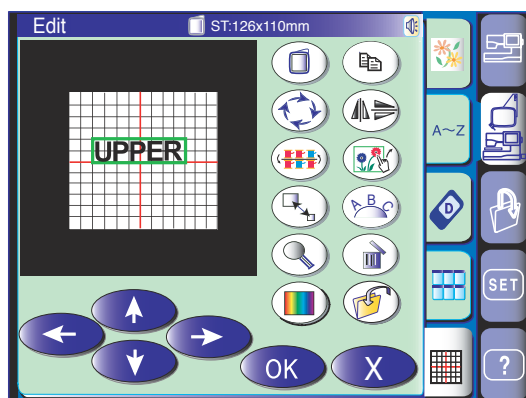 Edit
ST:126x110mm
UPPER
A~Z
A B C
D
SET
OK
X
?